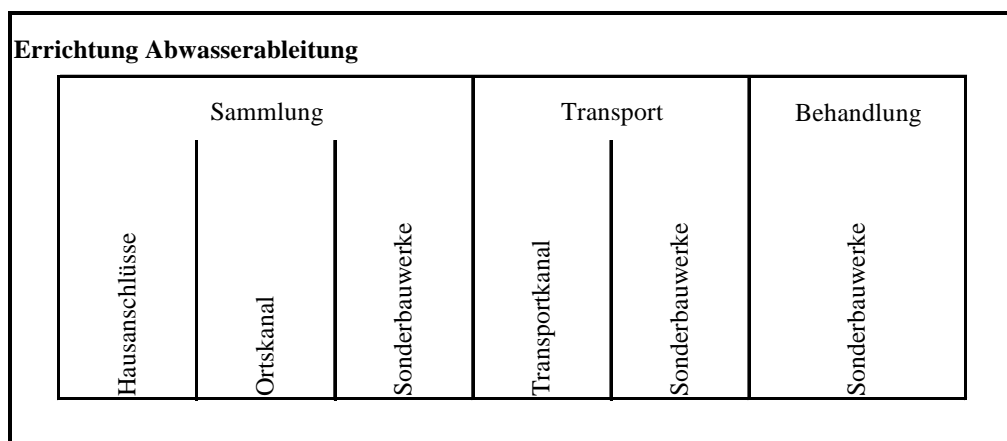 Errichtung Abwasserableitung
Sammlung
Transport
Behandlung
Hausanschlüsse
Ortskanal
Sonderbauwerke
Transportkanal
Sonderbauwerke
Sonderbauwerke